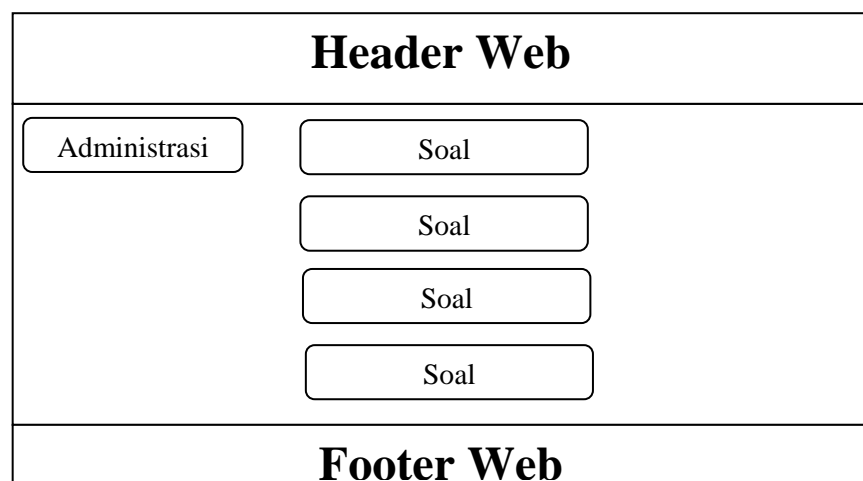 Header Web
Administrasi
Soal
Soal
Soal
Soal
Footer Web